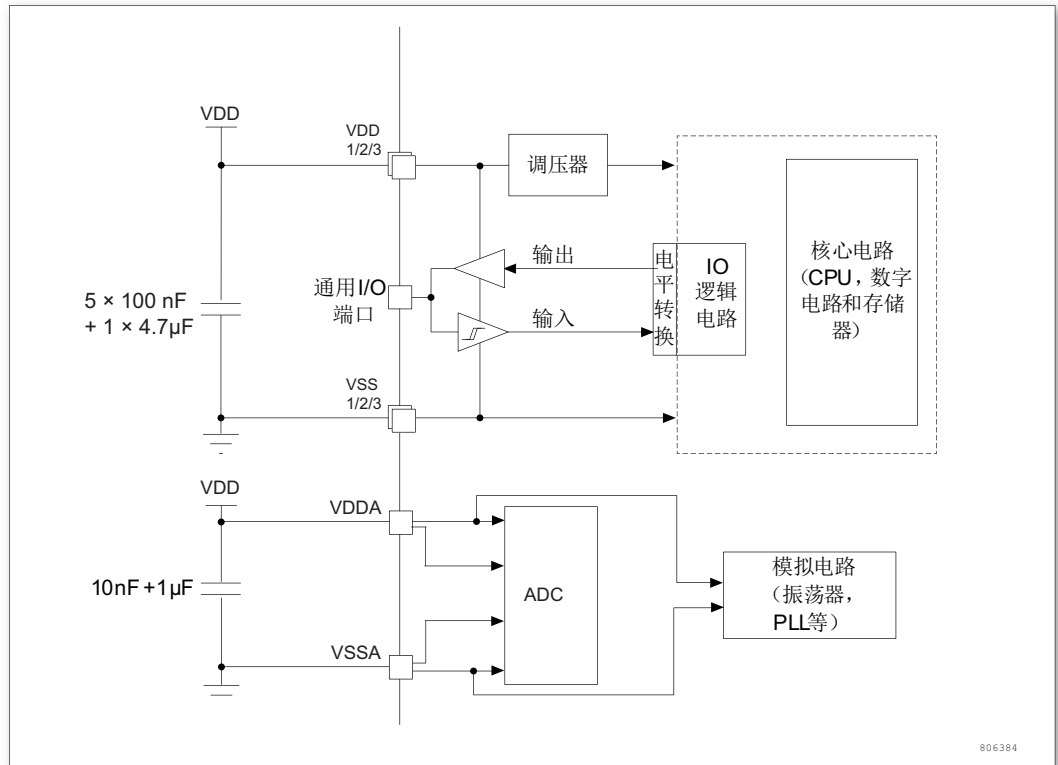 VDD
VDD
1/2/3
调压器
输出
电平转换
IO
逻辑
电路
核心电路
（CPU，数字
电路和存储
器）
通用I/O
端口
5 × 100 nF
+ 1 × 4.7μF
输入
VSS
1/2/3
VDD
VDDA
10nF +1μF
ADC
模拟电路
（振荡器，
PLL等）
VSSA
806384